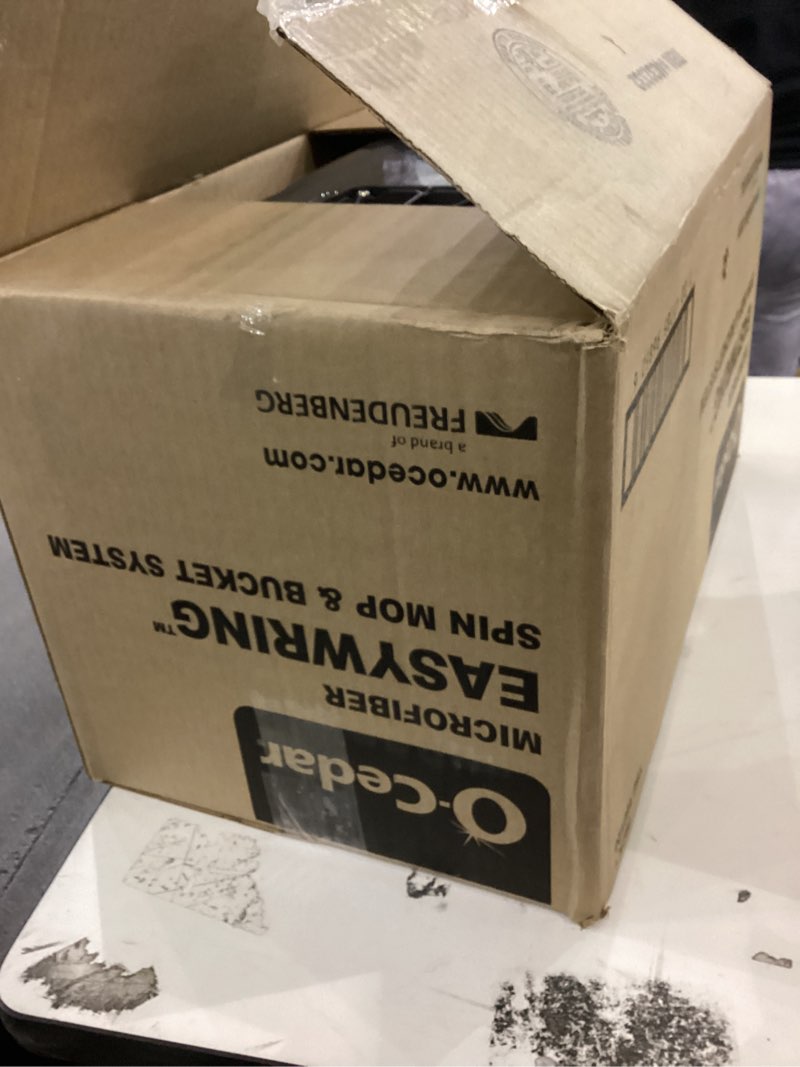 O-Cedar
MICROFIBER
EASYWRING™
SPIN MOP & BUCKET SYSTEM
www.ocedar.com
a brand of
FREUDENBERG